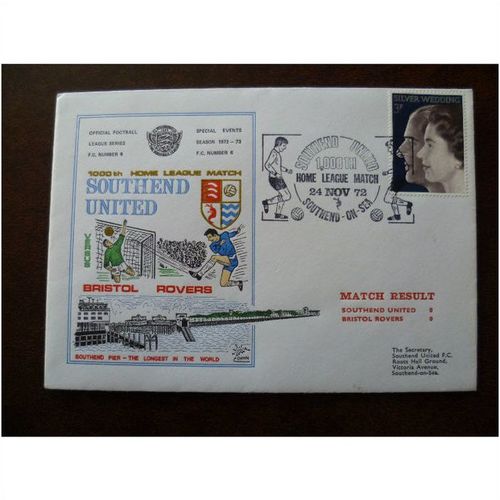 OFFICIAL FOOTBALL
LEAGUE SERIES
F.C. NUMBER 6
SPECIAL EVENTS
SEASON 1972-73
F.C. NUMBER 6
1000th HOME LEAGUE MATCH
SOUTHEND
UNITED
VERSUS
BRISTOL ROVERS
SOUTHEND PIER - THE LONGEST IN THE WORLD
SOUTHEND UNITED
1,000TH
HOME LEAGUE MATCH
24 NOV 72
SOUTHEND-ON-SEA
SILVER WEDDING
3P
MATCH RESULT
SOUTHEND UNITED 0
BRISTOL ROVERS 0
The Secretary,
Southend United F.C.
Roots Hall Ground,
Victoria Avenue,
Southend-on-Sea.